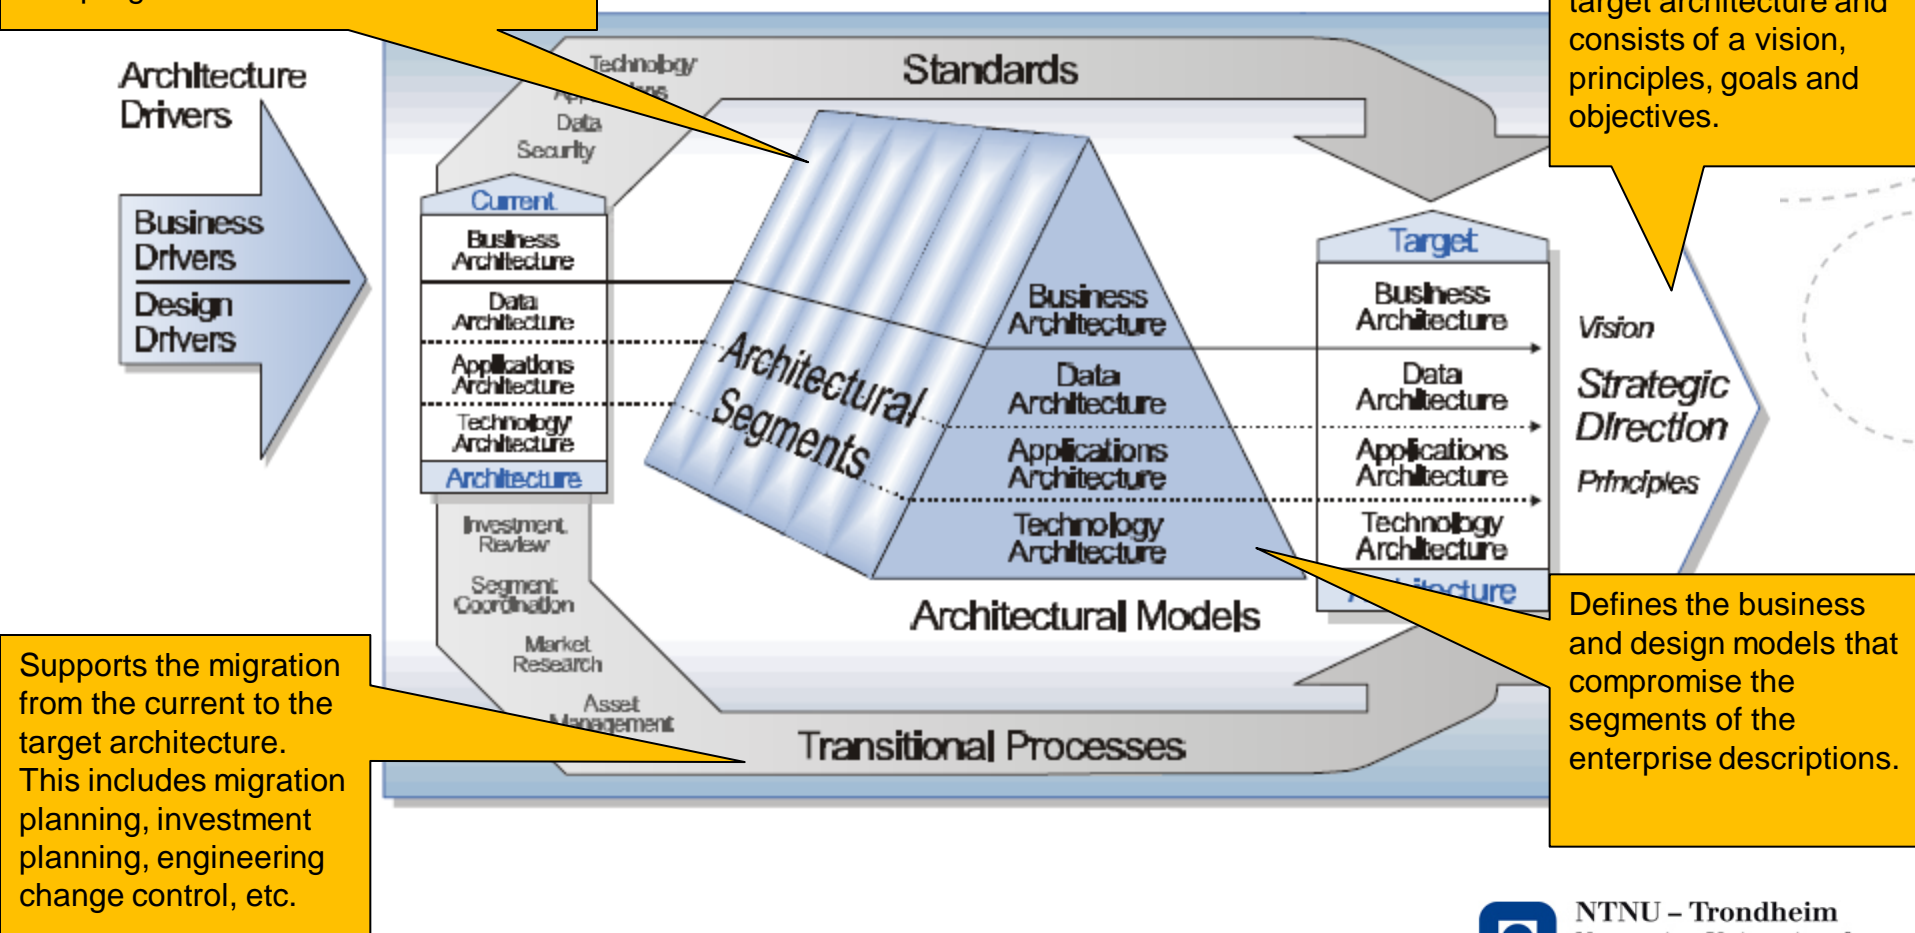 target architecture and
consists of a vision,
principles, goals and
objectives.
Architecture
Drivers
Business
Drivers
Design
Drivers
Technology
Data
Security
Standards
Current
Business
Architecture
Data
Architecture
Applications
Architecture
Technology
Architecture
Architecture
Investment
Review
Segment
Coordination
Market
Research
Asset
Management
Architectural
Segments
Business
Architecture
Data
Architecture
Applications
Architecture
Technology
Architecture
Architectural Models
Target
Business
Architecture
Data
Architecture
Applications
Architecture
Technology
Architecture
Architecture
Vision
Strategic
Direction
Principles
Transitional Processes
Supports the migration
from the current to the
target architecture.
This includes migration
planning, investment
planning, engineering
change control, etc.
Defines the business
and design models that
compromise the
segments of the
enterprise descriptions.
NTNU – Trondheim